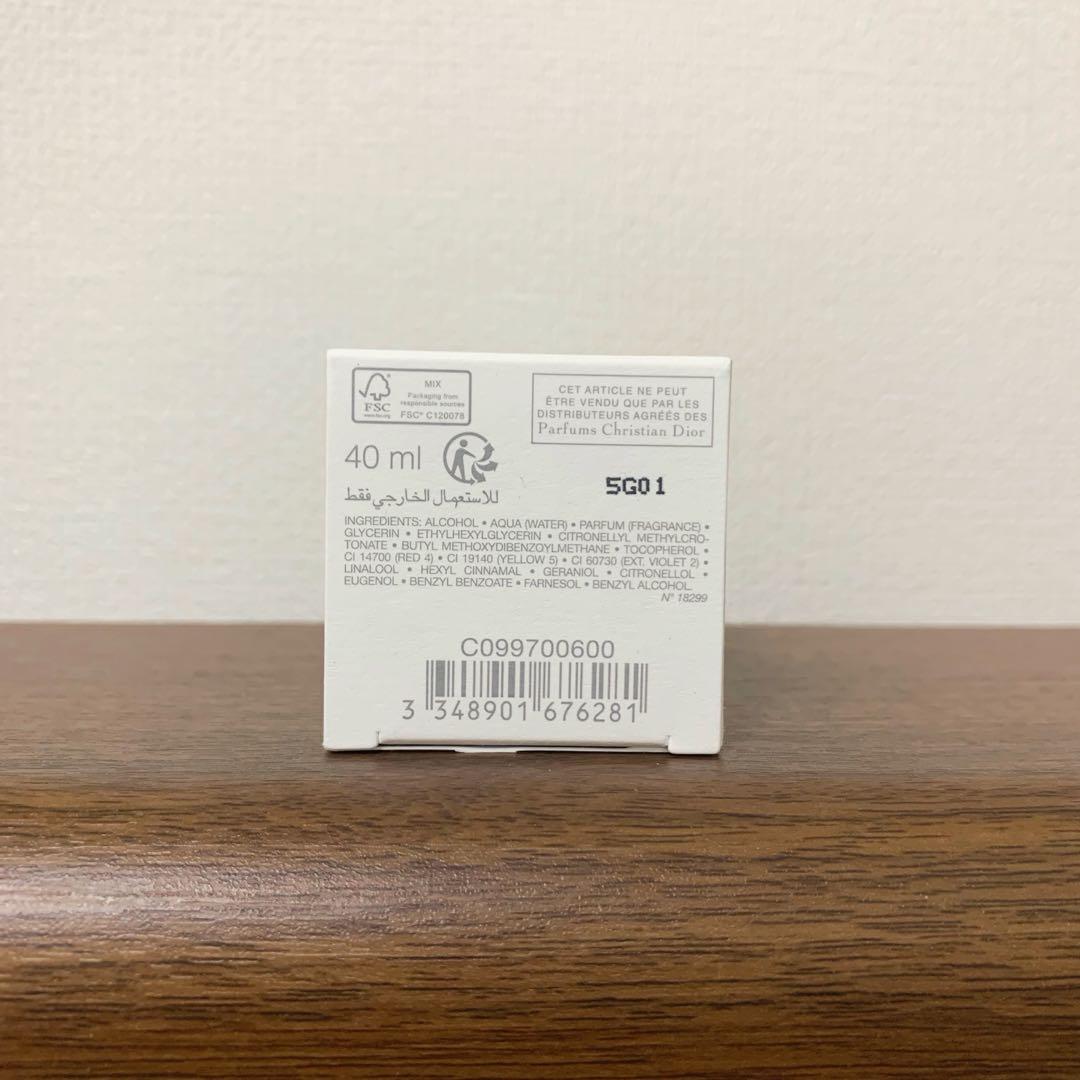 FSC
www.fsc.org
MIX
Packaging from
responsible sources
FSC® C120078
CET ARTICLE NE PEUT
ÊTRE VENDU QUE PAR LES
DISTRIBUTEURS AGRÉÉS DES
Parfums Christian Dior
40 ml
للاستعمال الخارجي فقط
5G01
INGREDIENTS: ALCOHOL • AQUA (WATER) • PARFUM (FRAGRANCE) •
GLYCERIN • ETHYLHEXYLGLYCERIN • CITRONELLYL METHYLCRO-
TONATE • BUTYL METHOXYDIBENZOYLMETHANE • TOCOPHEROL •
CI 14700 (RED 4) • CI 19140 (YELLOW 5) • CI 60730 (EXT. VIOLET 2) •
LINALOOL • HEXYL CINNAMAL • GERANIOL • CITRONELLOL •
EUGENOL • BENZYL BENZOATE • FARNESOL • BENZYL ALCOHOL.
N° 18299
C099700600
3 348901 676281